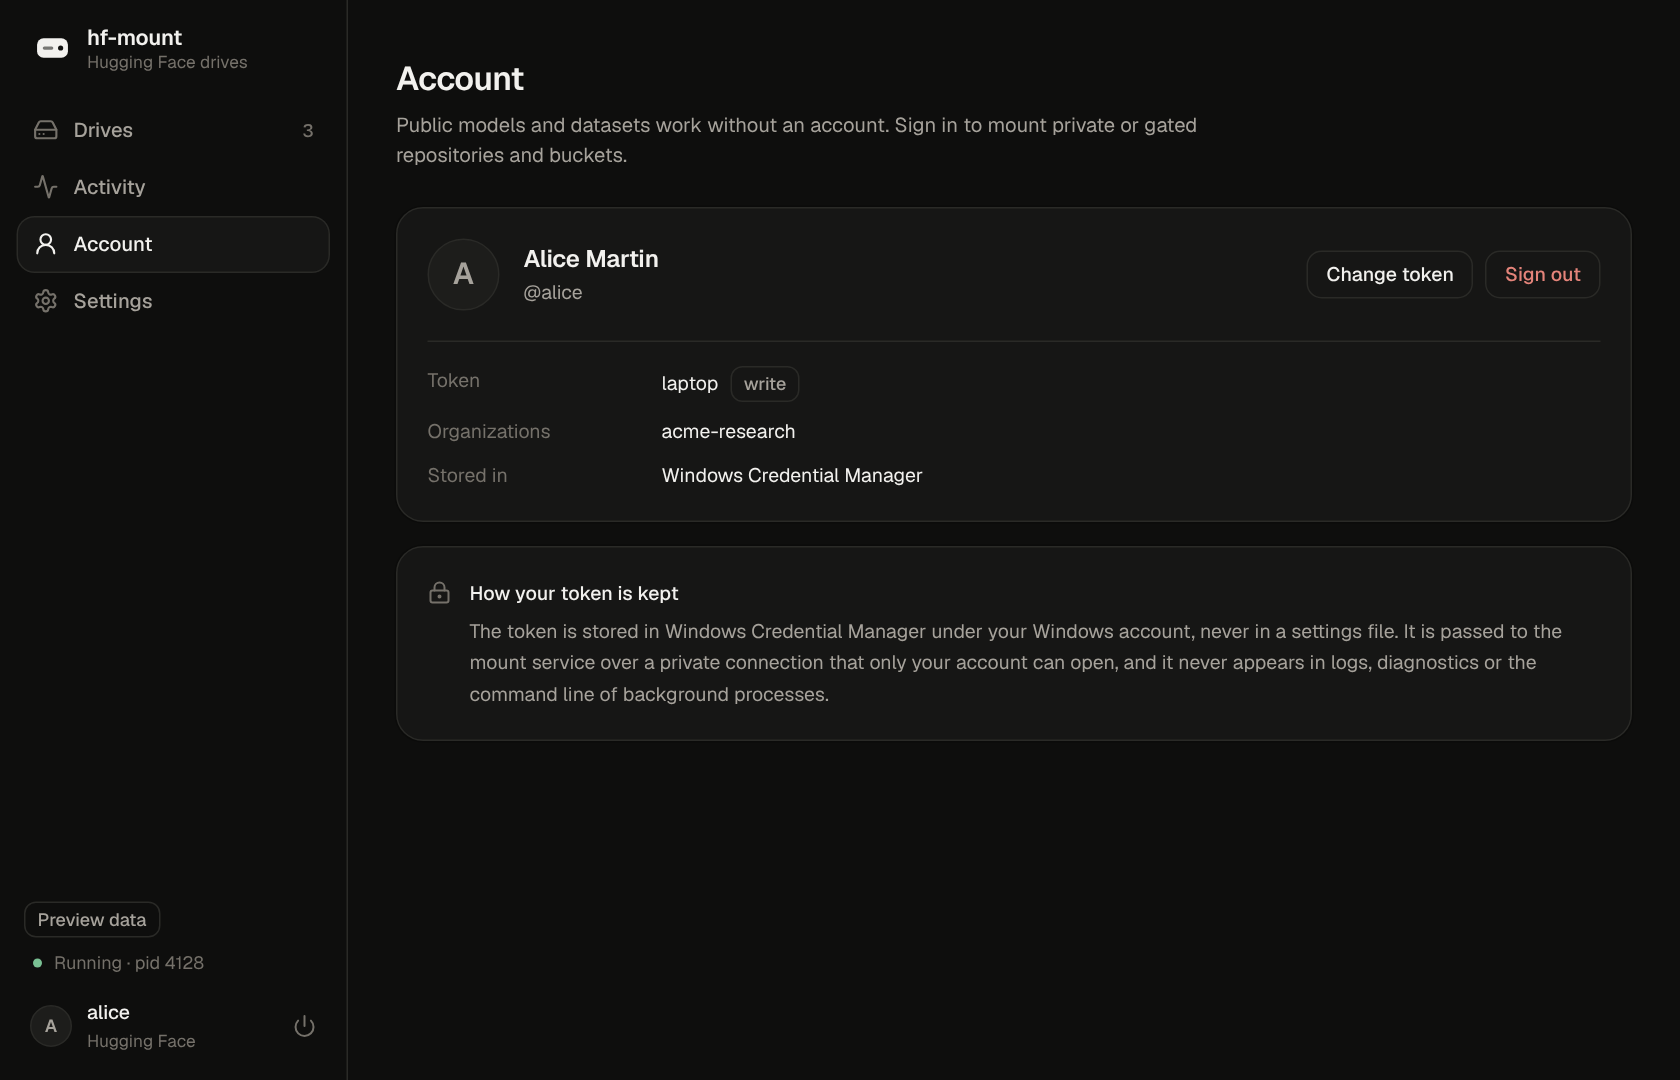 hf-mount
Hugging Face drives
Drives 3
Activity
Account
Settings
Preview data
Running · pid 4128
A
alice
Hugging Face
Account
Public models and datasets work without an account. Sign in to mount private or gated
repositories and buckets.
A
Alice Martin
@alice
Change token
Sign out
Token laptop write
Organizations acme-research
Stored in Windows Credential Manager
How your token is kept
The token is stored in Windows Credential Manager under your Windows account, never in a settings file. It is passed to the
mount service over a private connection that only your account can open, and it never appears in logs, diagnostics or the
command line of background processes.